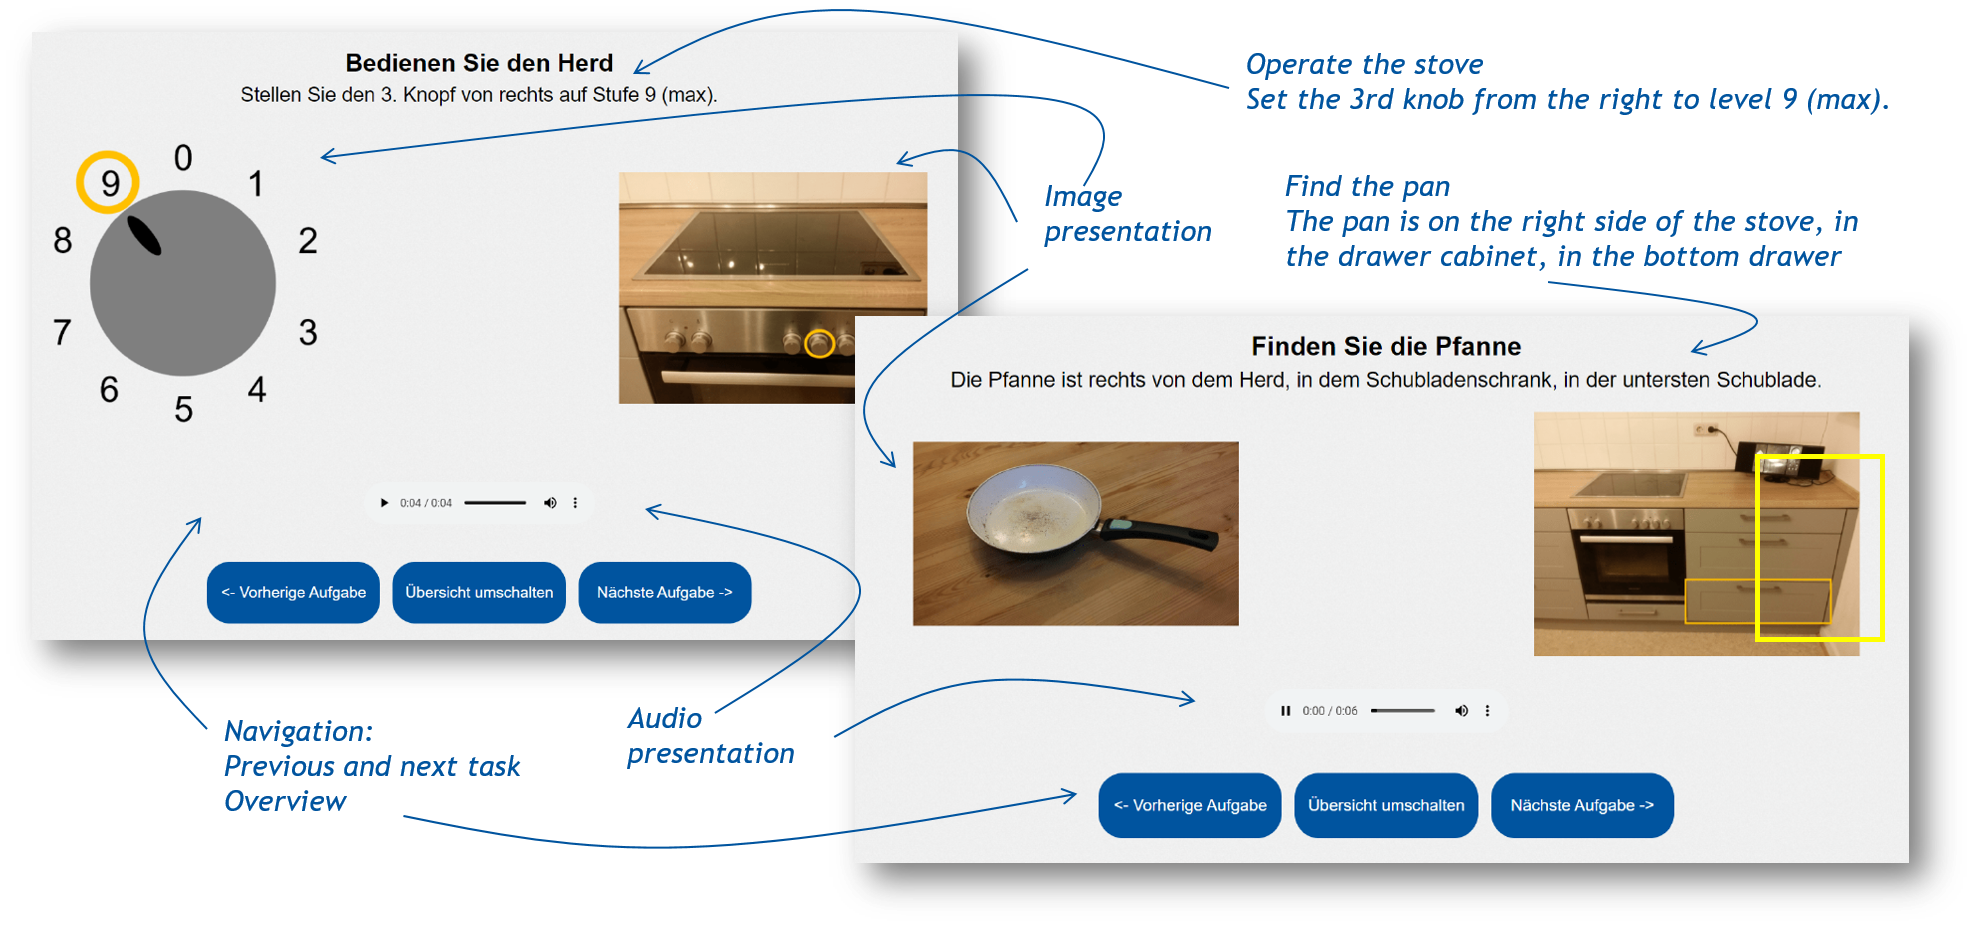 Bedienen Sie den Herd
Stellen Sie den 3. Knopf von rechts auf Stufe 9 (max).
0
1
2
3
4
5
6
7
8
9
0:04 / 0:04
<- Vorherige Aufgabe
Übersicht umschalten
Nächste Aufgabe ->
Operate the stove
Set the 3rd knob from the right to level 9 (max).
Image
presentation
Find the pan
The pan is on the right side of the stove, in
the drawer cabinet, in the bottom drawer
Finden Sie die Pfanne
Die Pfanne ist rechts von dem Herd, in dem Schubladenschrank, in der untersten Schublade.
0:00 / 0:06
<- Vorherige Aufgabe
Übersicht umschalten
Nächste Aufgabe ->
Navigation:
Previous and next task
Overview
Audio
presentation